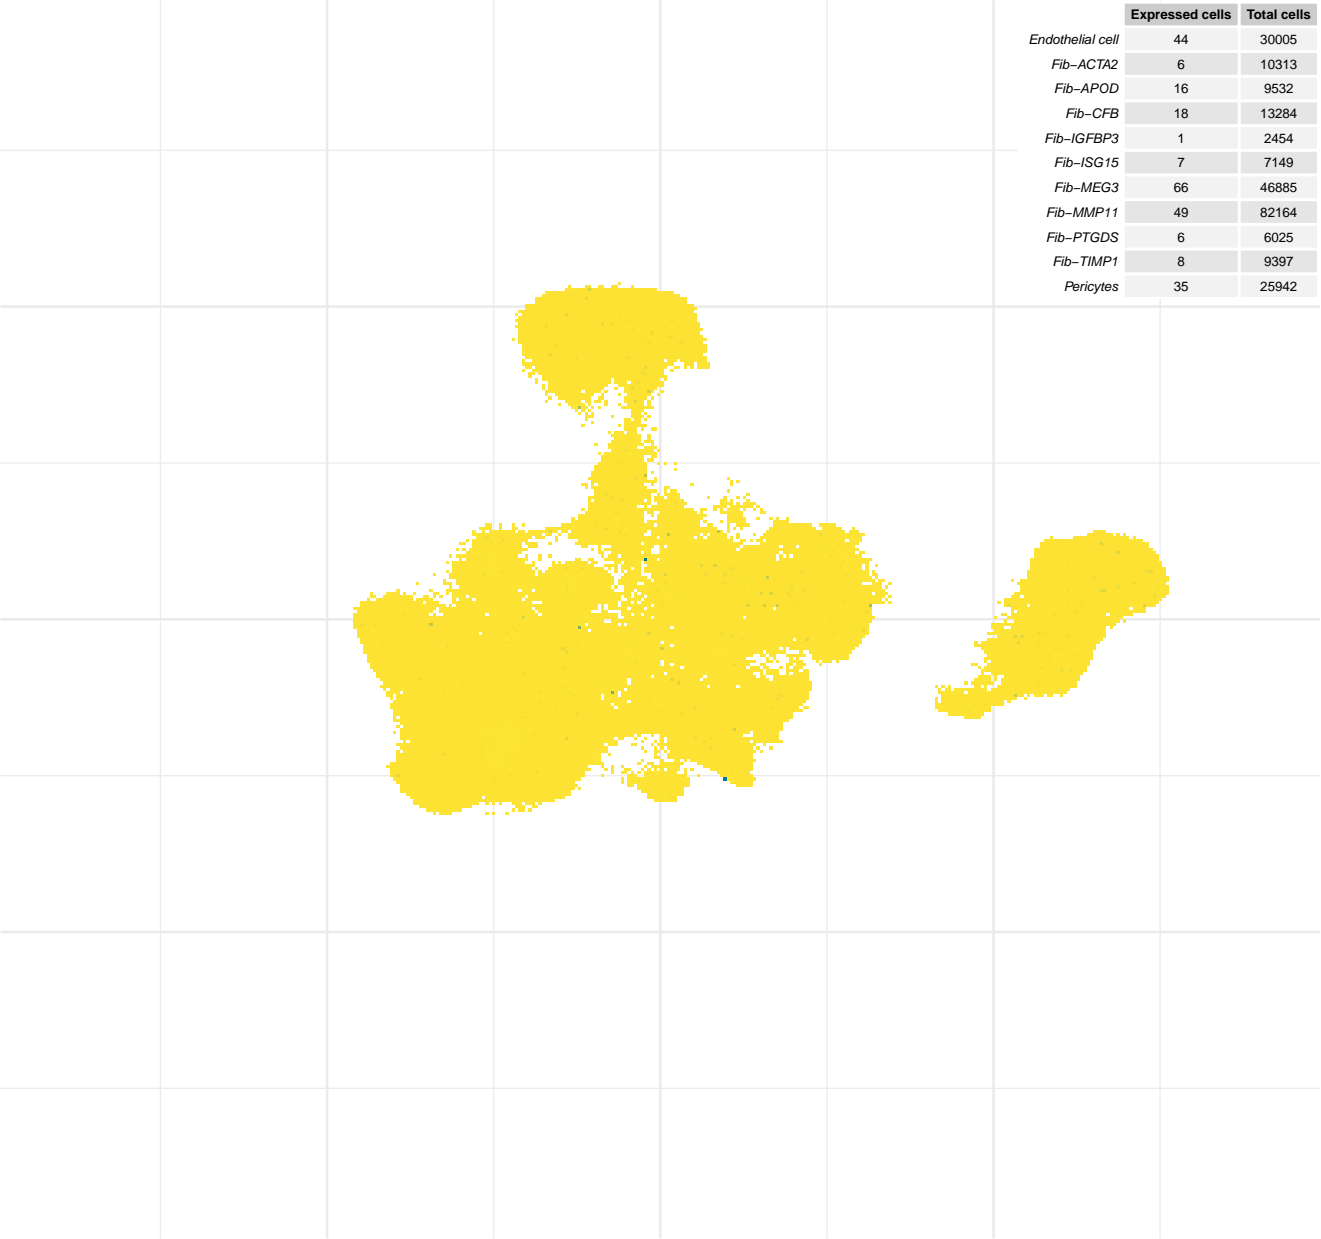 Expressed cells Total cells
Endothelial cell 44 30005
Fib−ACTA2 6 10313
Fib−APOD 16 9532
Fib−CFB 18 13284
Fib−IGFBP3 1 2454
Fib−ISG15 7 7149
Fib−MEG3 66 46885
Fib−MMP11 49 82164
Fib−PTGDS 6 6025
Fib−TIMP1 8 9397
Pericytes 35 25942